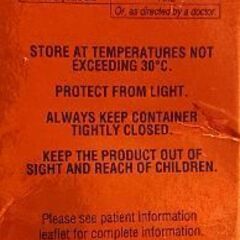 Or, as directed by a doctor
STORE AT TEMPERATURES NOT
EXCEEDING 30°C.
PROTECT FROM LIGHT.
ALWAYS KEEP CONTAINER
TIGHTLY CLOSED.
KEEP THE PRODUCT OUT OF
SIGHT AND REACH OF CHILDREN.
Please see patient information
leaflet for complete information.